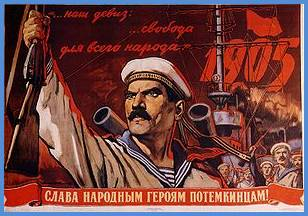 ...наш девиз:
...свобода
для всего народа."
1905
СЛАВА НАРОДНЫМ ГЕРОЯМ ПОТЕМКИНЦАМ!